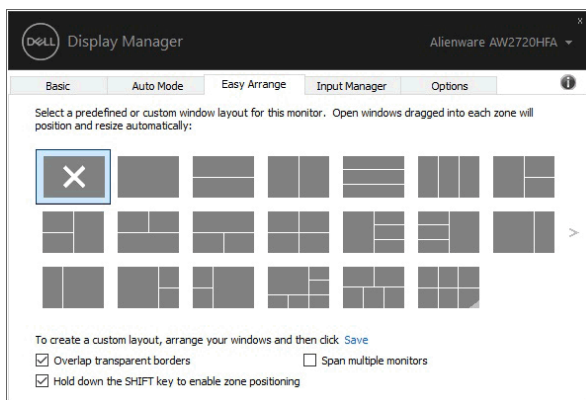 x
DELL Display Manager Alienware AW2720HFA
Basic Auto Mode Easy Arrange Input Manager Options i
Select a predefined or custom window layout for this monitor. Open windows dragged into each zone will
position and resize automatically:
>
To create a custom layout, arrange your windows and then click Save
Overlap transparent borders Span multiple monitors
Hold down the SHIFT key to enable zone positioning